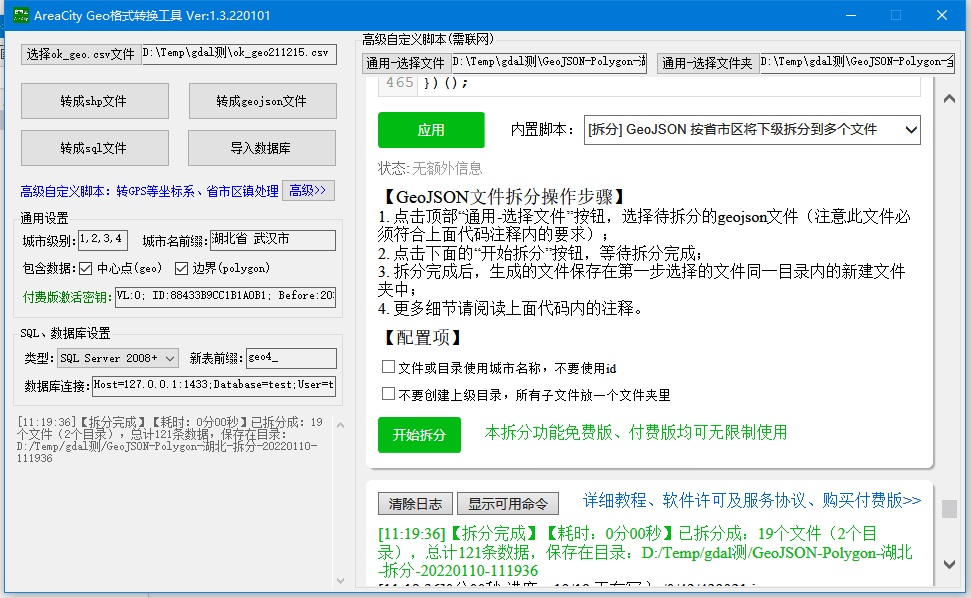 AreaCity Geo格式转换工具 Ver:1.3.220101
选择ok_geo.csv文件 D:\Temp\gdal测\ok_geo211215.csv
转成shp文件 转成geojson文件
转成sql文件 导入数据库
高级自定义脚本：转GPS等坐标系、省市区镇处理 高级>>
通用设置
城市级别: 1,2,3,4 城市名前缀: 湖北省 武汉市
包含数据: 中心点(geo) 边界(polygon)
付费版激活密钥: VL:0; ID:88433B9CC1B1A0B1; Before:20
SQL、数据库设置
类型: SQL Server 2008+ 新表前缀: geo4_
数据库连接: Host=127.0.0.1:1433;Database=test;User=t
[11:19:36]【拆分完成】【耗时：0分00秒】已拆分成：19
个文件（2个目录），总计121条数据，保存在目录：
D:/Temp/gdal测/GeoJSON-Polygon-湖北-拆分-20220110-
111936
高级自定义脚本(需联网)
通用-选择文件 D:\Temp\gdal测\GeoJSON-Polygon- 通用-选择文件夹 D:\Temp\gdal测\GeoJSON-Polygon-
465 })();
应用 内置脚本： [拆分] GeoJSON 按省市区将下级拆分到多个文件
状态: 无额外信息
【GeoJSON文件拆分操作步骤】
1. 点击顶部“通用-选择文件”按钮，选择待拆分的geojson文件（注意此文件必
须符合上面代码注释内的要求）；
2. 点击下面的“开始拆分”按钮，等待拆分完成；
3. 拆分完成后，生成的文件保存在第一步选择的文件同一目录内的新建文件
夹中；
4. 更多细节请阅读上面代码内的注释。
【配置项】
文件或目录使用城市名称，不要使用id
不要创建上级目录，所有子文件放一个文件夹里
开始拆分 本拆分功能免费版、付费版均可无限制使用
清除日志 显示可用命令 详细教程、软件许可及服务协议、购买付费版>>
[11:19:36]【拆分完成】【耗时：0分00秒】已拆分成：19个文件（2个目
录），总计121条数据，保存在目录：D:/Temp/gdal测/GeoJSON-Polygon-湖北
-拆分-20220110-111936